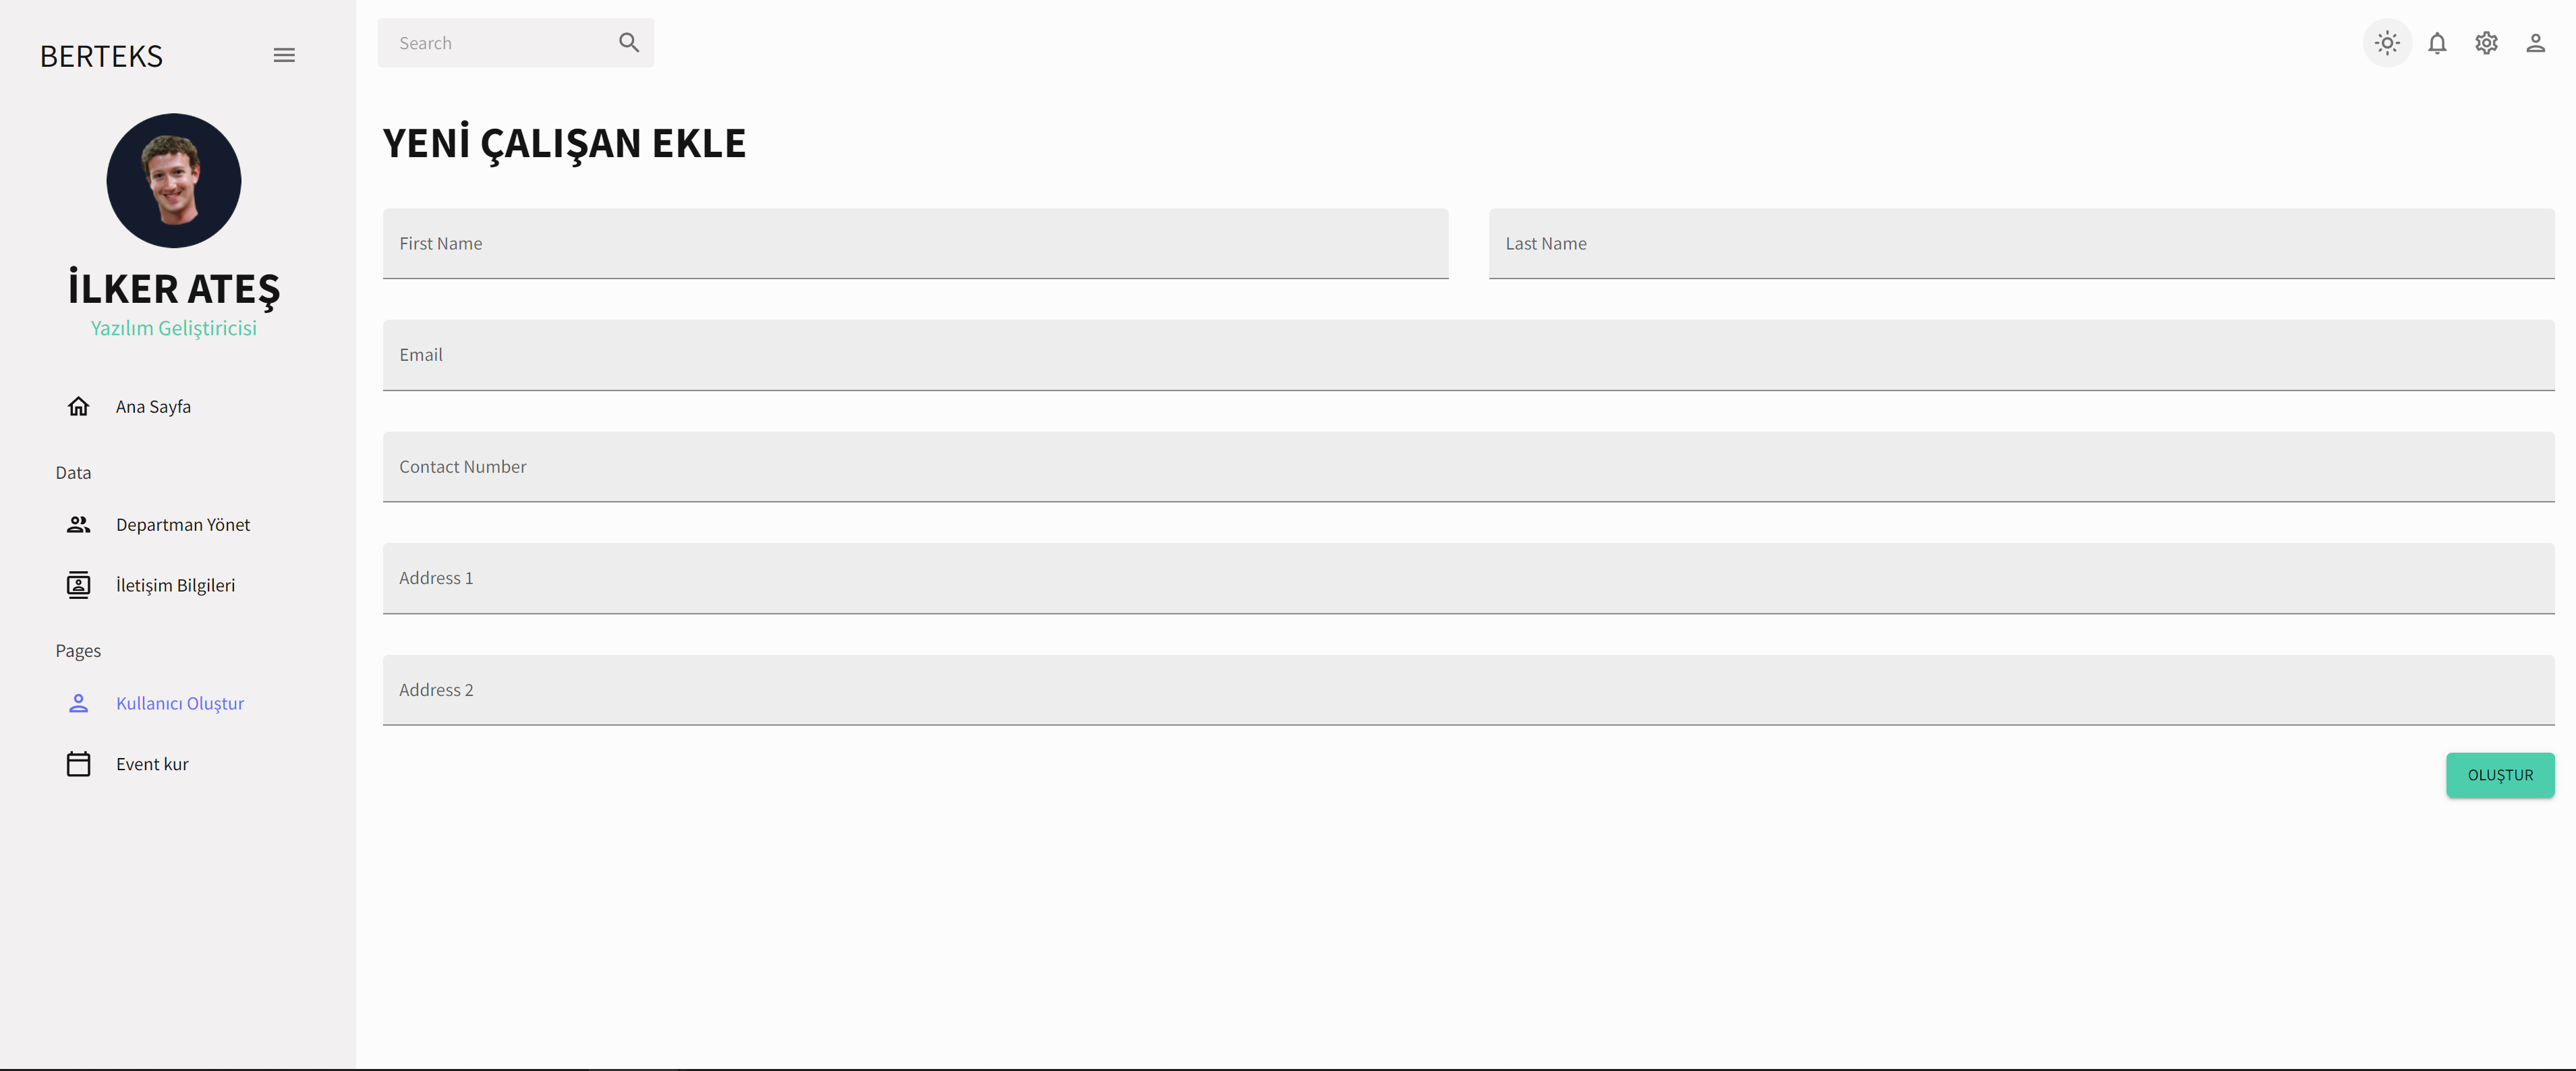 BERTEKS
İLKER ATEŞ
Yazılım Geliştiricisi
Ana Sayfa
Data
Departman Yönet
İletişim Bilgileri
Pages
Kullanıcı Oluştur
Event kur
Search
YENİ ÇALIŞAN EKLE
First Name
Last Name
Email
Contact Number
Address 1
Address 2
OLUŞTUR